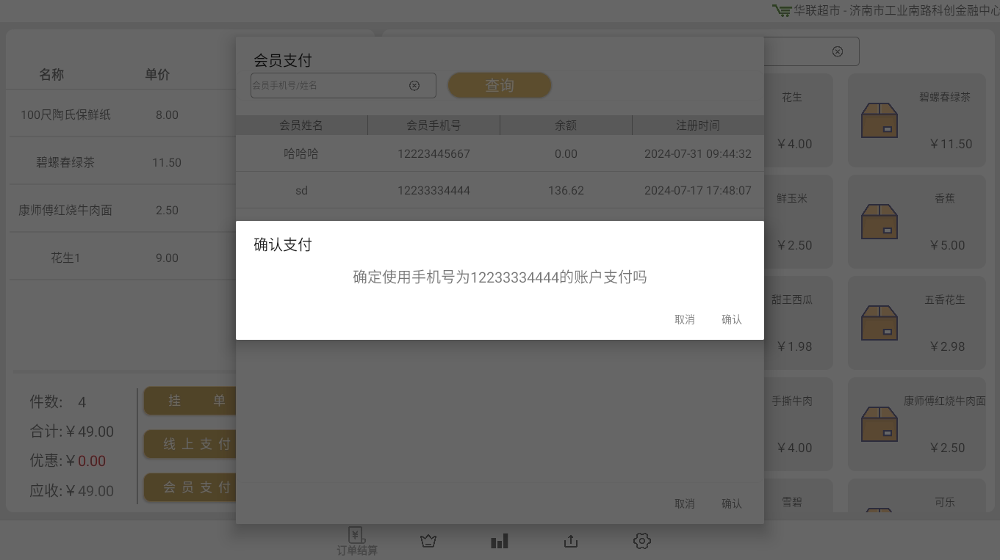 华联超市 - 济南市工业南路科创金融中心
名称 单价
100尺陶氏保鲜纸 8.00
碧螺春绿茶 11.50
康师傅红烧牛肉面 2.50
花生1 9.00
件数: 4
合计:￥49.00
优惠:￥0.00
应收:￥49.00
挂 单
线 上 支 付
会 员 支 付
会员支付
会员手机号/姓名 查询
会员姓名 会员手机号 余额 注册时间
哈哈哈 12223445667 0.00 2024-07-31 09:44:32
sd 12233334444 136.62 2024-07-17 17:48:07
确认支付
确定使用手机号为12233334444的账户支付吗
取消 确认
取消 确认
花生 碧螺春绿茶
￥4.00 ￥11.50
鲜玉米 香蕉
￥2.50 ￥5.00
甜王西瓜 五香花生
￥1.98 ￥2.98
手撕牛肉 康师傅红烧牛肉面
￥4.00 ￥2.50
雪碧 可乐
订单结算